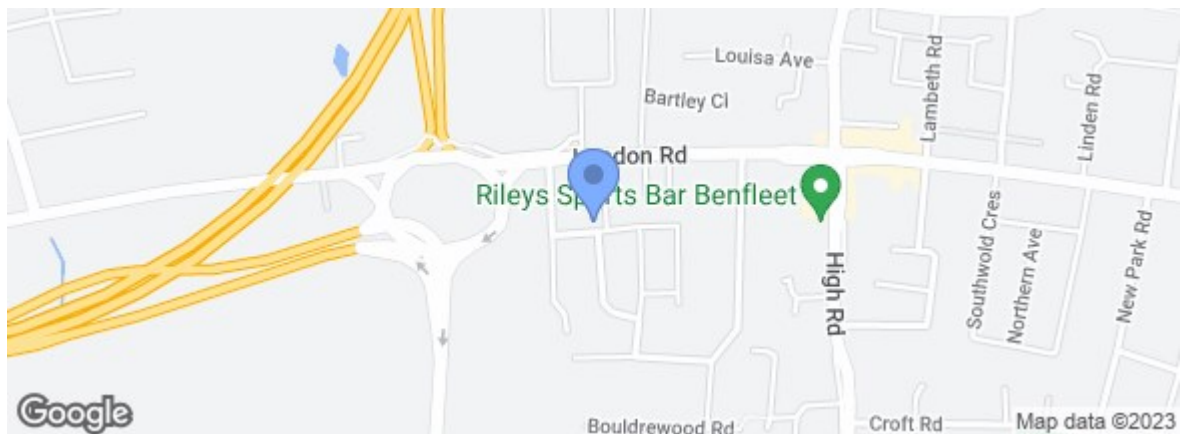 Louisa Ave
Lambeth Rd
Linden Rd
Bartley Cl
London Rd
Rileys Sports Bar Benfleet
High Rd
Southwold Cres
Northern Ave
New Park Rd
Bouldrewood Rd
Croft Rd
Google
Map data ©2023